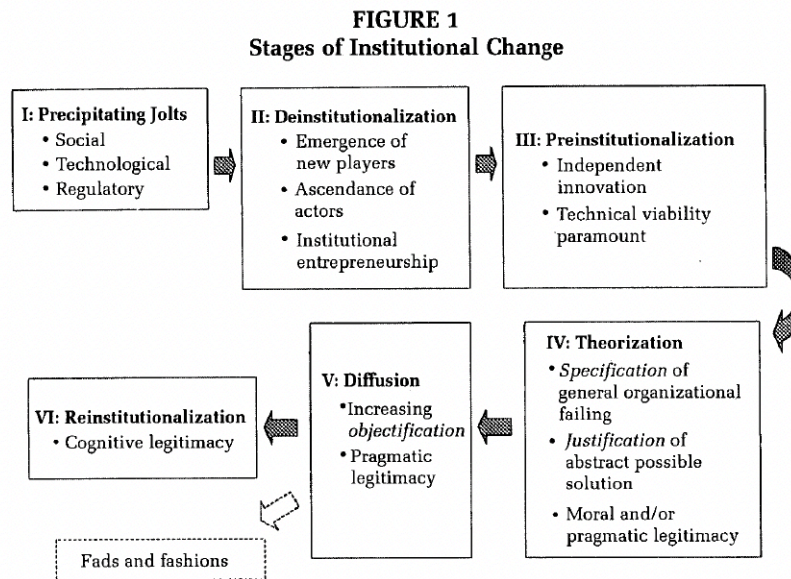 FIGURE 1
Stages of Institutional Change
I: Precipitating Jolts
• Social
• Technological
• Regulatory
II: Deinstitutionalization
• Emergence of
new players
• Ascendance of
actors
• Institutional
entrepreneurship
III: Preinstitutionalization
• Independent
innovation
• Technical viability
paramount
IV: Theorization
• Specification of
general organizational
failing
• Justification of
abstract possible
solution
• Moral and/or
pragmatic legitimacy
V: Diffusion
• Increasing
objectification
• Pragmatic
legitimacy
VI: Reinstitutionalization
• Cognitive legitimacy
Fads and fashions